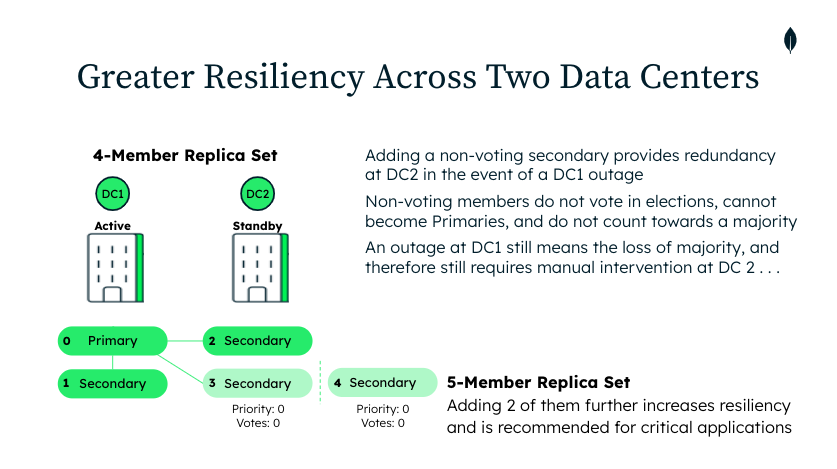 Greater Resiliency Across Two Data Centers
4-Member Replica Set
DC1
DC2
Active
Standby
Adding a non-voting secondary provides redundancy
at DC2 in the event of a DC1 outage
Non-voting members do not vote in elections, cannot
become Primaries, and do not count towards a majority
An outage at DC1 still means the loss of majority, and
therefore still requires manual intervention at DC 2 . . .
0 Primary
2 Secondary
1 Secondary
3 Secondary
4 Secondary
Priority: 0
Votes: 0
Priority: 0
Votes: 0
5-Member Replica Set
Adding 2 of them further increases resiliency
and is recommended for critical applications